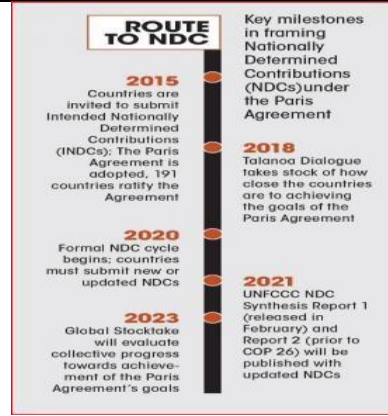 ROUTE
TO NDC
Key milestones
in framing
Nationally
Determined
Contributions
(NDCs)under
the Paris
Agreement
2015
Countries are
invited to submit
Intended Nationally
Determined
Contributions
(INDCs); The Paris
Agreement is
adopted, 191
countries ratify the
Agreement
2018
Talanoa Dialogue
takes stock of how
close the countries
are to achieving
the goals of the
Paris Agreement
2020
Formal NDC cycle
begins; countries
must submit new or
updated NDCs
2021
UNFCCC NDC
Synthesis Report 1
(released in
February) and
Report 2 (prior to
COP 26) will be
published with
updated NDCs
2023
Global Stocktake
will evaluate
collective progress
towards achieve-
ment of the Paris
Agreement's goals